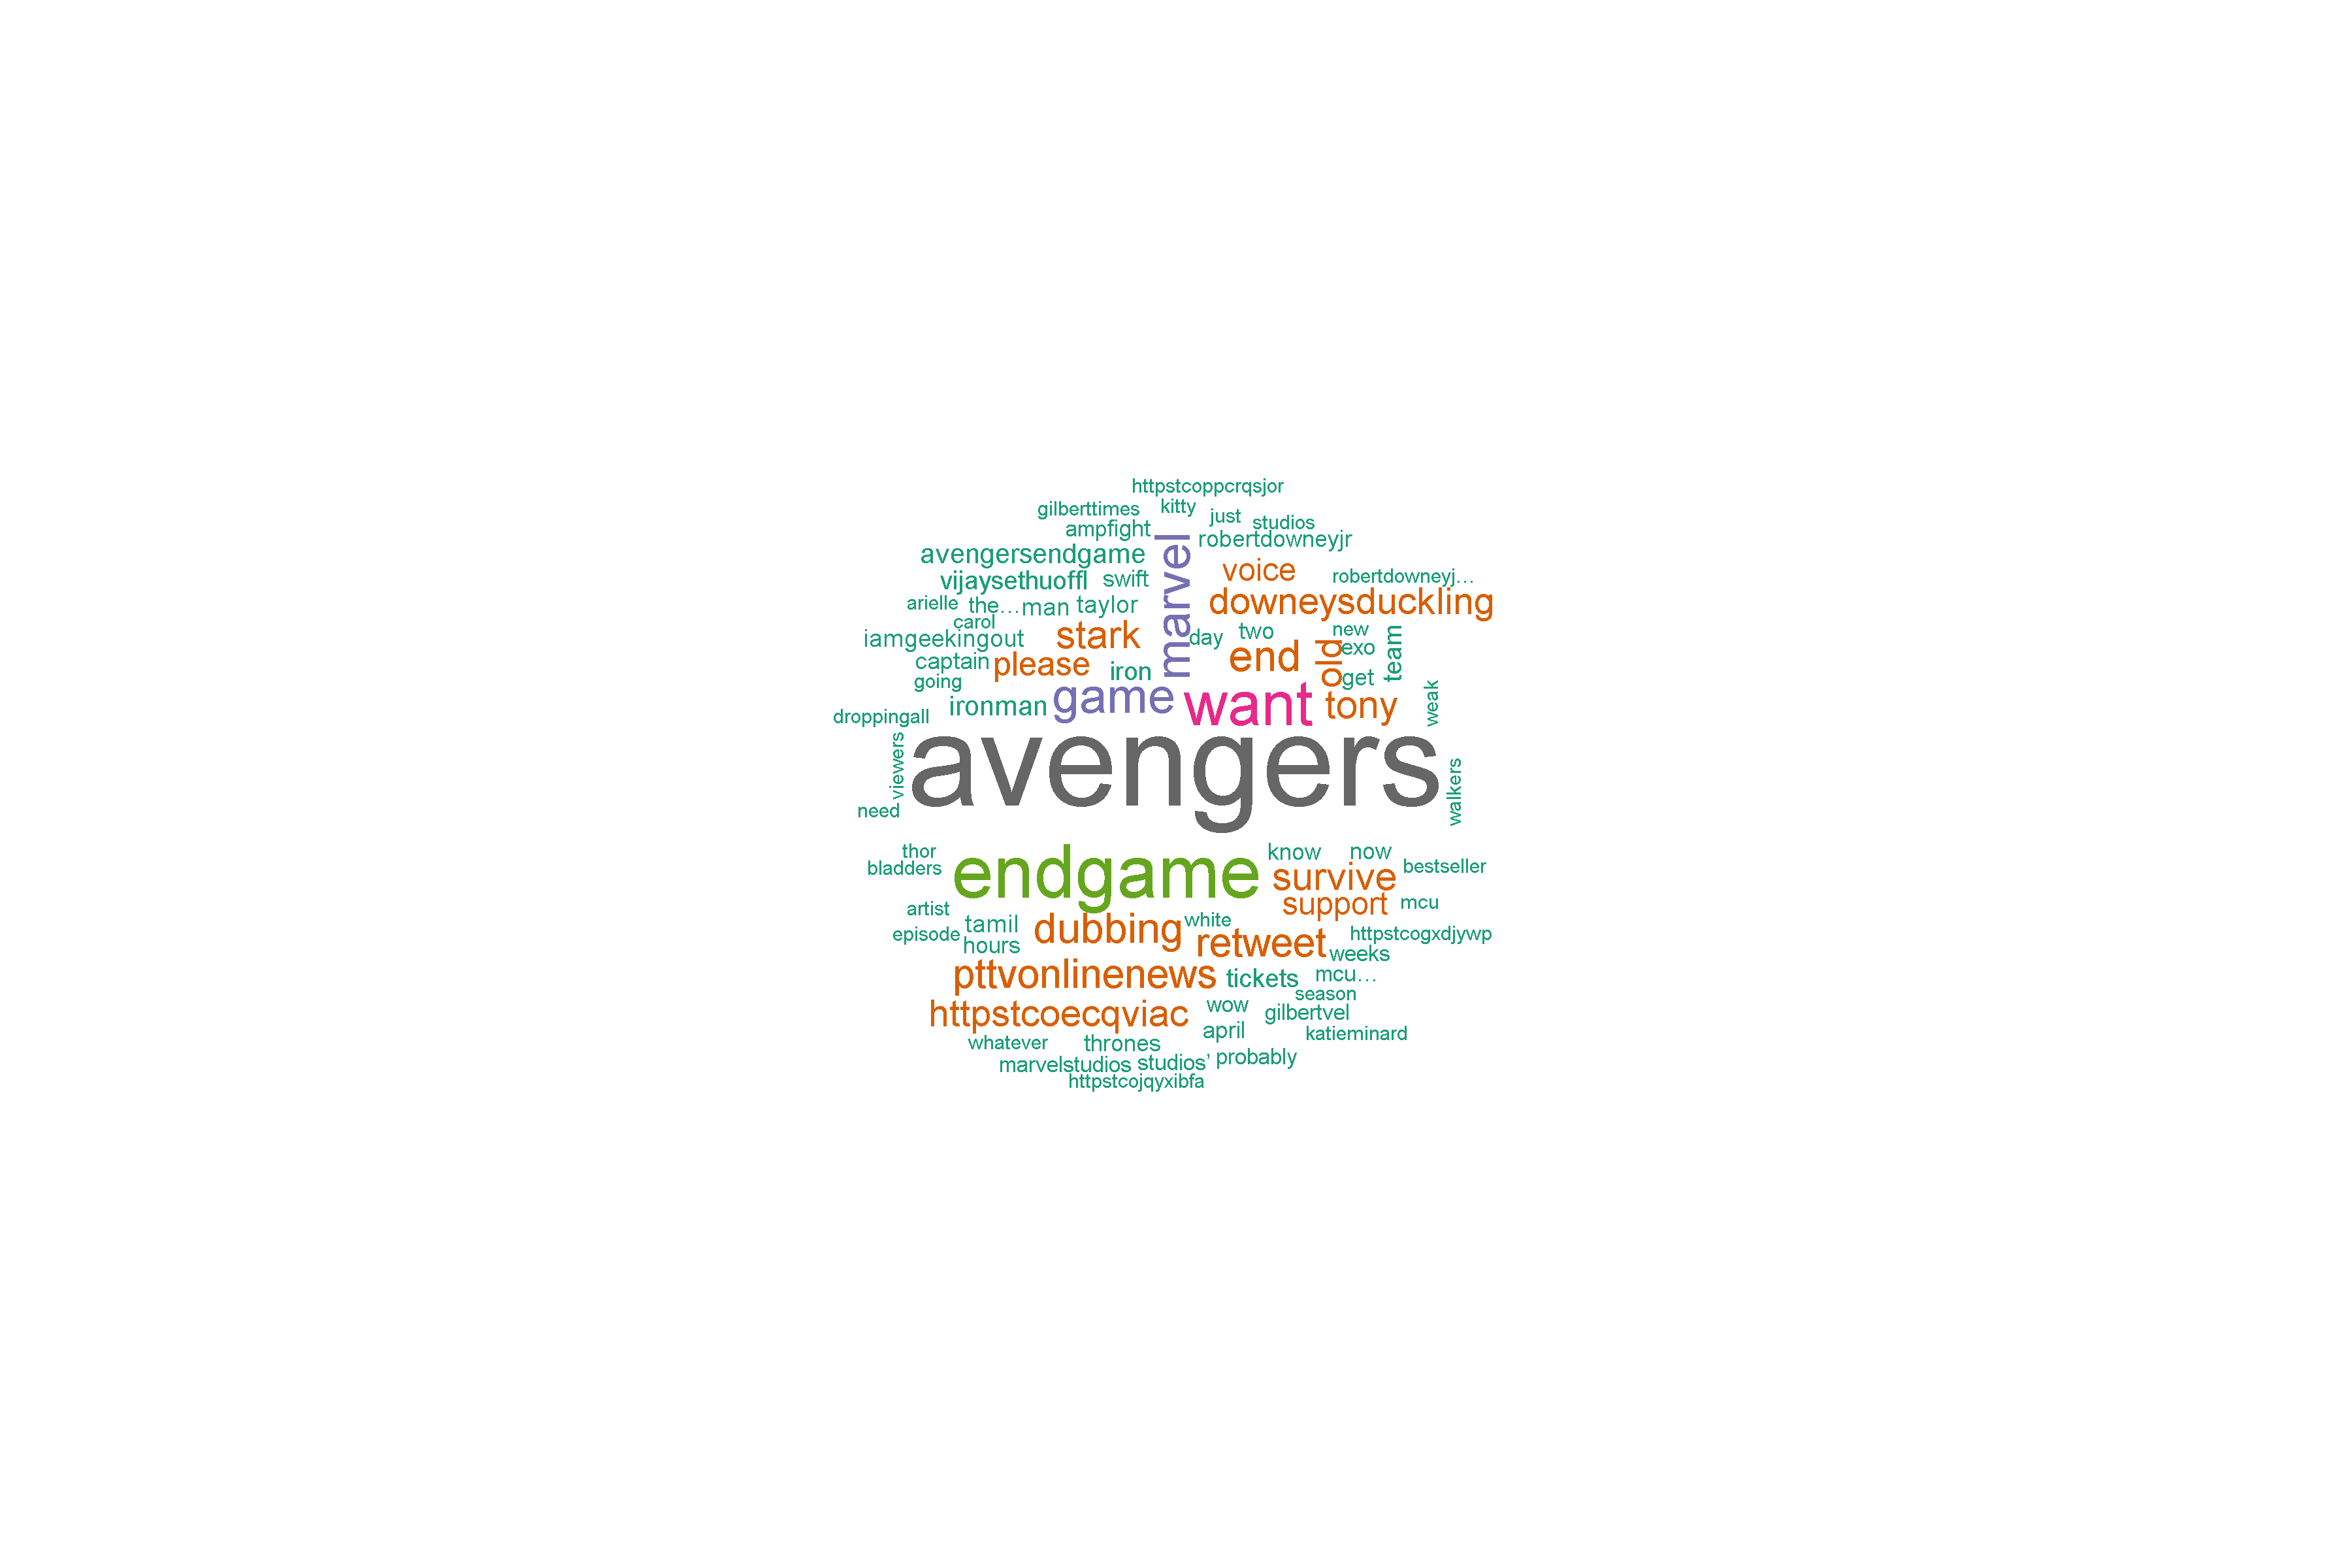 httpstcoppcrqsjor
gilberttimes kitty
ampfight just studios
avengersendgame marvel robertdowneyjr
vijaysethuoffl swift voice robertdowneyj…
arielle the… man taylor downeysduckling
carol
iamgeekingout stark day two new
captain please iron end old exo team
going get
droppingall ironman game want tony weak
viewers avengers walkers
need
thor know now
bladders endgame survive bestseller
artist support mcu
episode tamil dubbing white retweet httpstcogxdjywp
hours weeks
pttvonlinenews tickets mcu…
season
httpstcoecqviac wow gilbertvel
whatever thrones april katieminard
marvelstudios studios’ probably
httpstcojqyxibfa